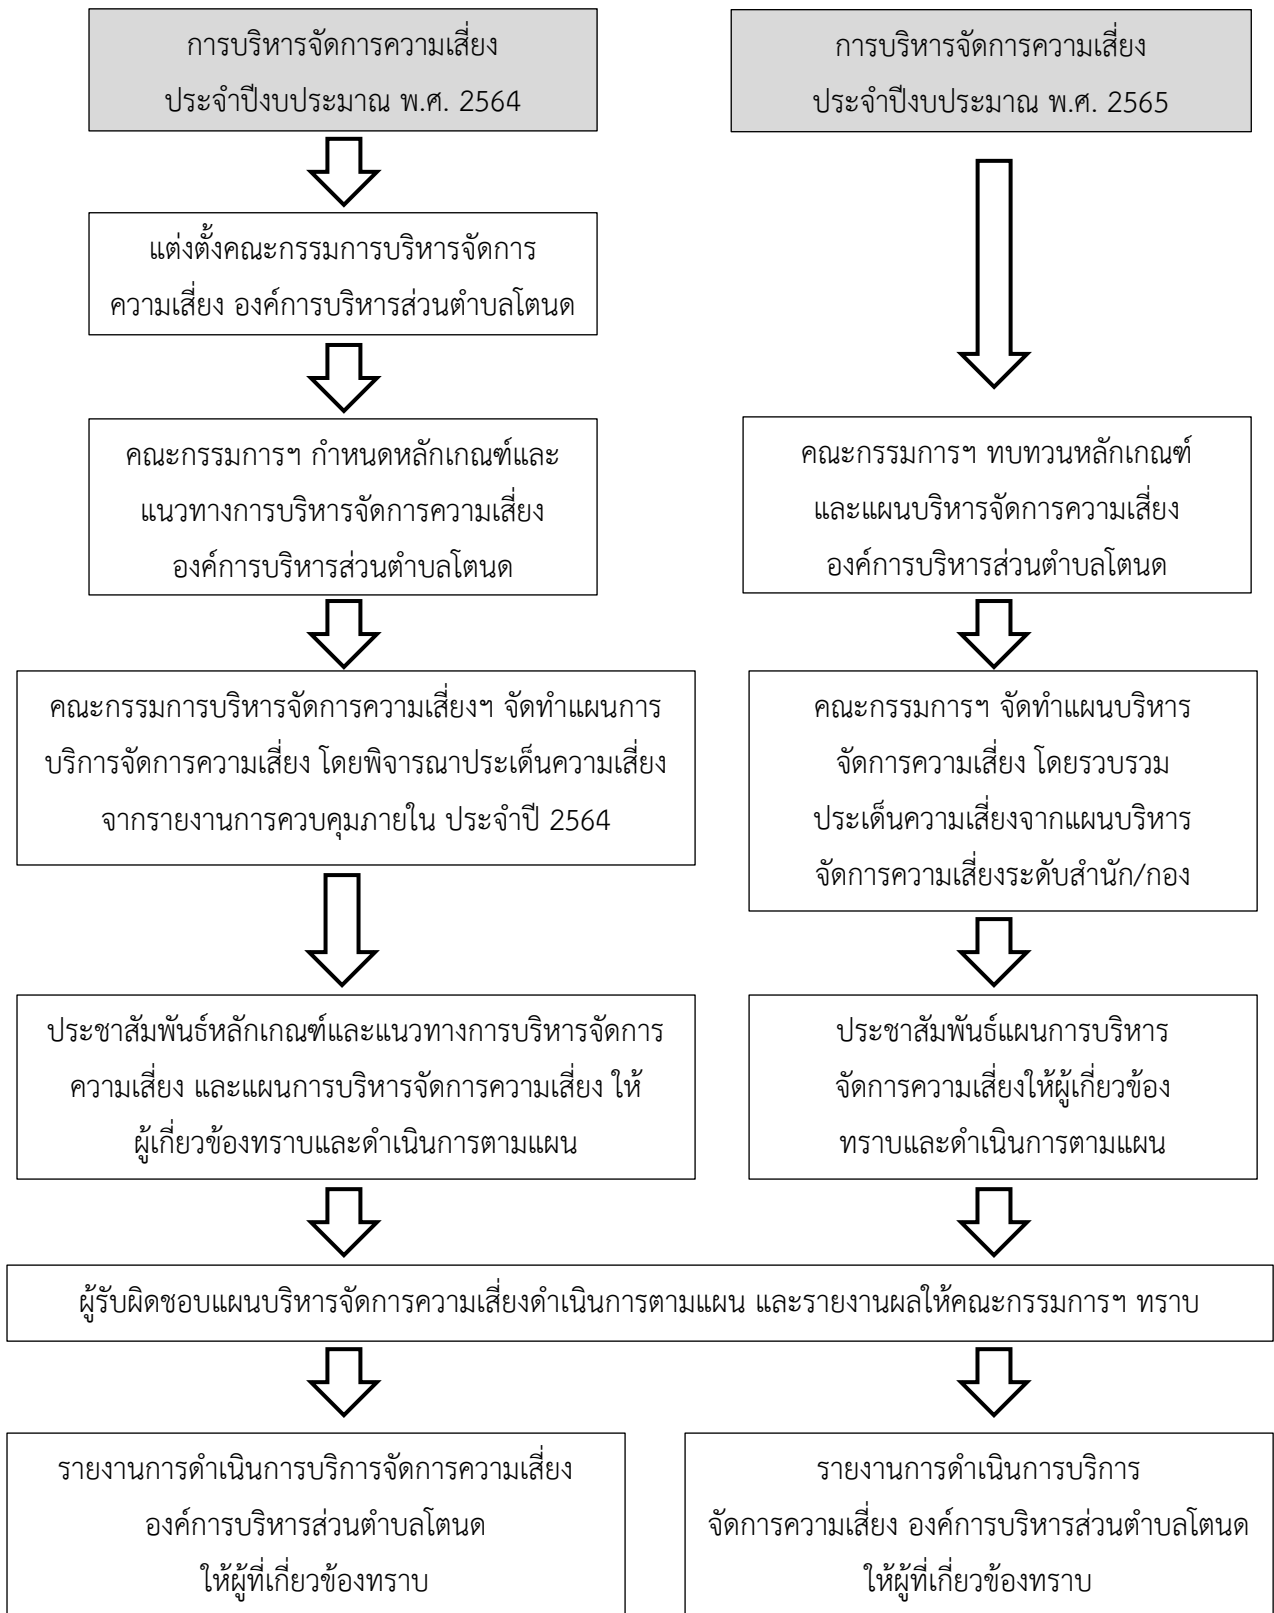 การบริหารจัดการความเสี่ยง
ประจำปีงบประมาณ พ.ศ. 2564
แต่งตั้งคณะกรรมการบริหารจัดการ
ความเสี่ยง องค์การบริหารส่วนตำบลโตนด
คณะกรรมการฯ กำหนดหลักเกณฑ์และ
แนวทางการบริหารจัดการความเสี่ยง
องค์การบริหารส่วนตำบลโตนด
คณะกรรมการบริหารจัดการความเสี่ยงฯ จัดทำแผนการ
บริการจัดการความเสี่ยง โดยพิจารณาประเด็นความเสี่ยง
จากรายงานการควบคุมภายใน ประจำปี 2564
ประชาสัมพันธ์หลักเกณฑ์และแนวทางการบริหารจัดการ
ความเสี่ยง และแผนการบริหารจัดการความเสี่ยง ให้
ผู้เกี่ยวข้องทราบและดำเนินการตามแผน
การบริหารจัดการความเสี่ยง
ประจำปีงบประมาณ พ.ศ. 2565
คณะกรรมการฯ ทบทวนหลักเกณฑ์
และแผนบริหารจัดการความเสี่ยง
องค์การบริหารส่วนตำบลโตนด
คณะกรรมการฯ จัดทำแผนบริหาร
จัดการความเสี่ยง โดยรวบรวม
ประเด็นความเสี่ยงจากแผนบริหาร
จัดการความเสี่ยงระดับสำนัก/กอง
ประชาสัมพันธ์แผนการบริหาร
จัดการความเสี่ยงให้ผู้เกี่ยวข้อง
ทราบและดำเนินการตามแผน
ผู้รับผิดชอบแผนบริหารจัดการความเสี่ยงดำเนินการตามแผน และรายงานผลให้คณะกรรมการฯ ทราบ
รายงานการดำเนินการบริการจัดการความเสี่ยง
องค์การบริหารส่วนตำบลโตนด
ให้ผู้ที่เกี่ยวข้องทราบ
รายงานการดำเนินการบริการ
จัดการความเสี่ยง องค์การบริหารส่วนตำบลโตนด
ให้ผู้ที่เกี่ยวข้องทราบ